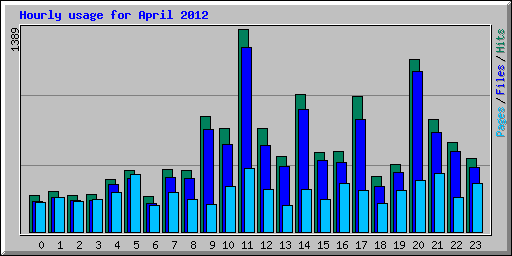 Hourly usage for April 2012
1389
Pages / Files / Hits
0 1 2 3 4 5 6 7 8 9 10 11 12 13 14 15 16 17 18 19 20 21 22 23